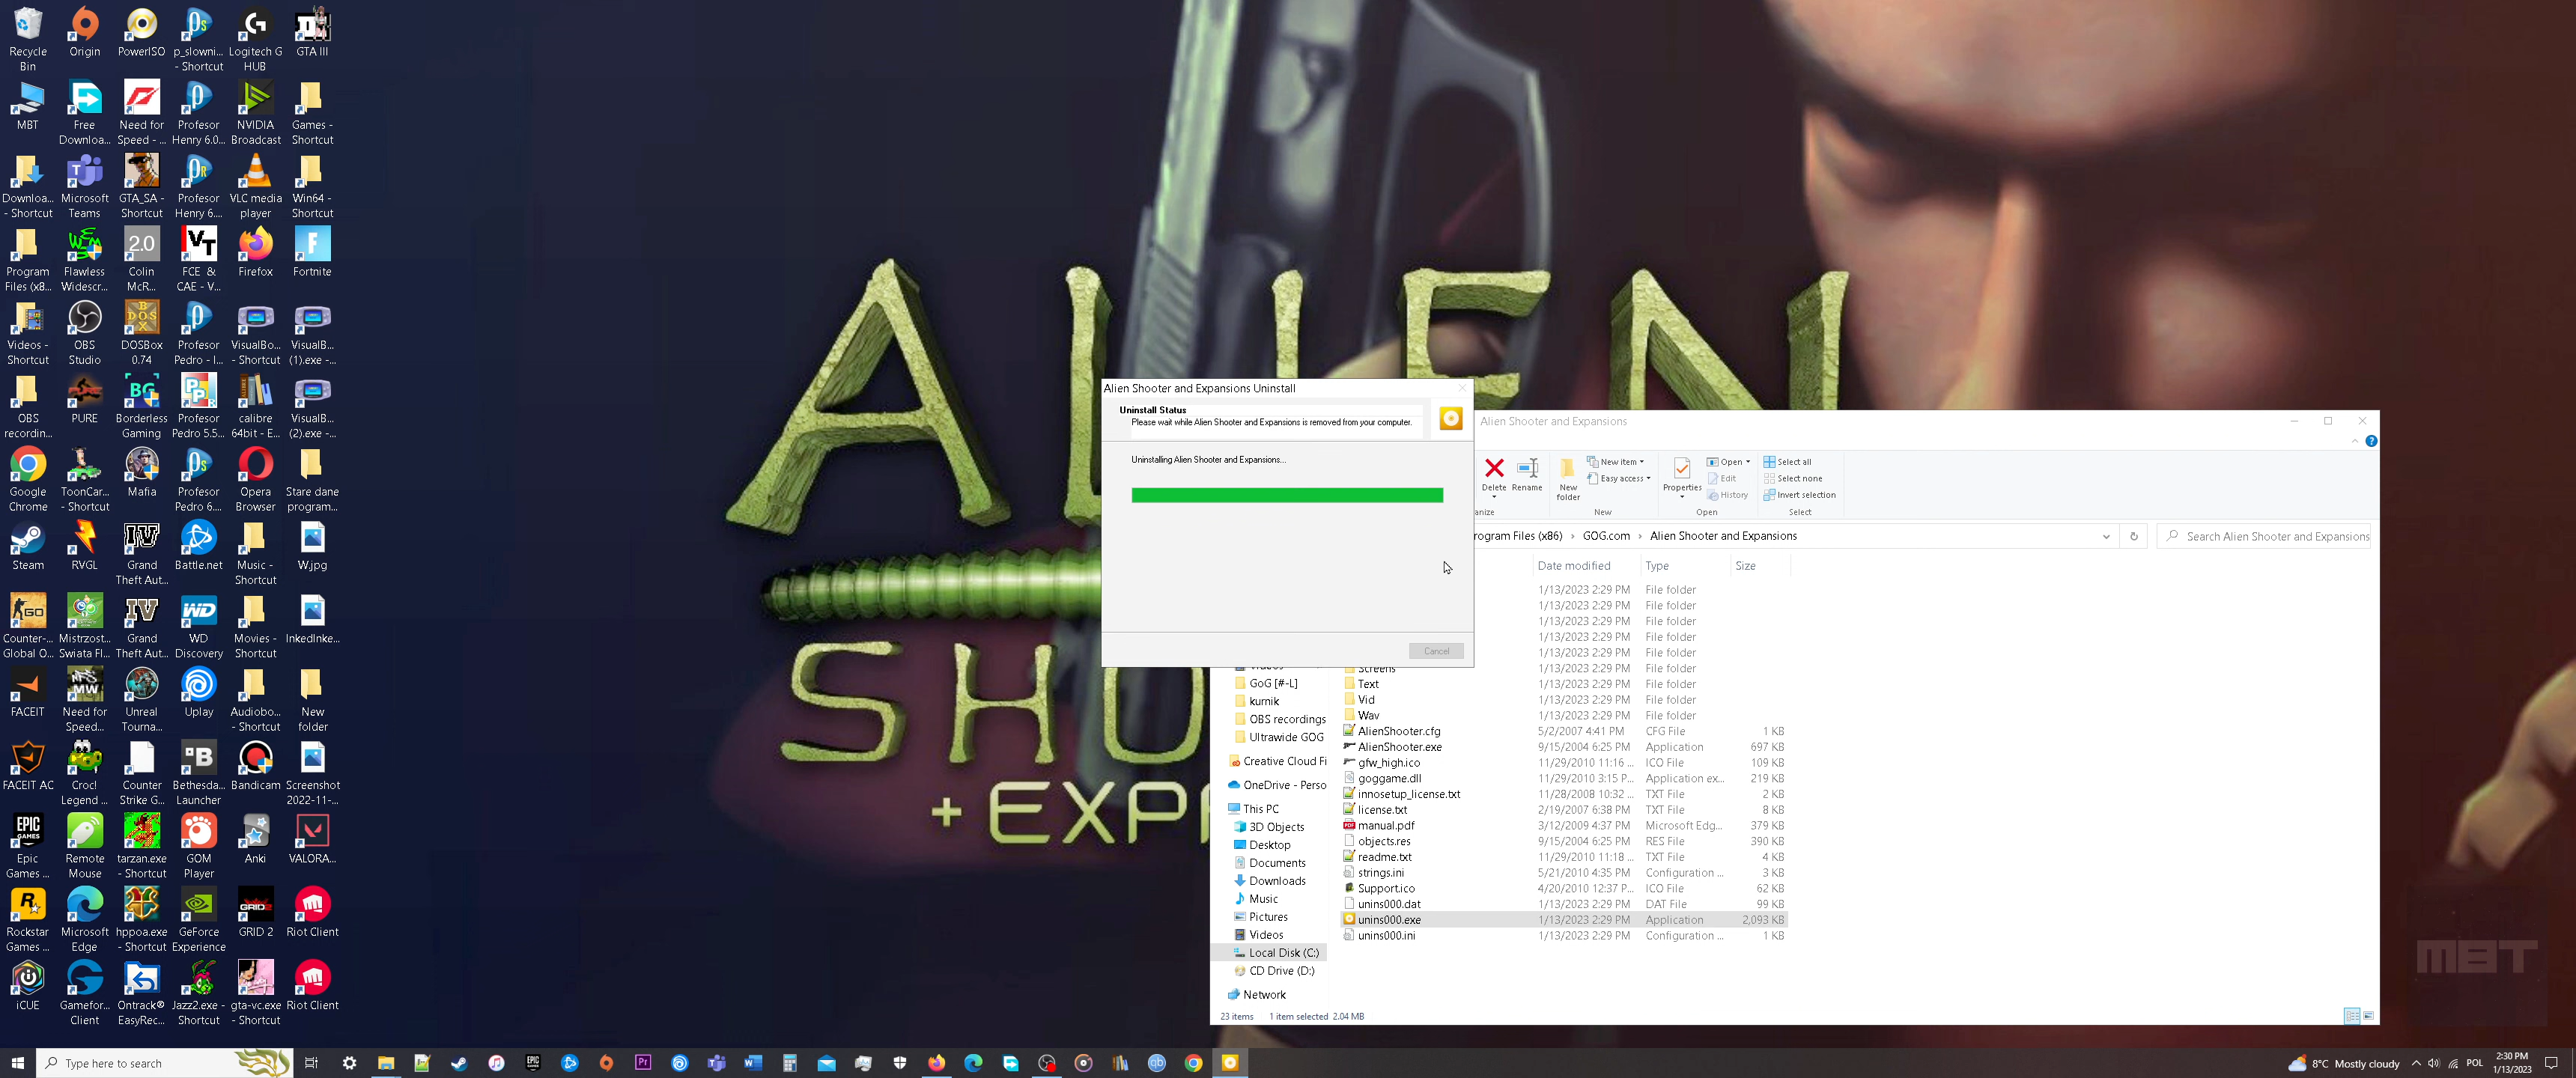 Recycle
Bin
Origin
PowerISO
p_slowni...
- Shortcut
Logitech G
HUB
GTA III
MBT
Free
Downloa...
Need for
Speed - ...
Profesor
Henry 6.0...
NVIDIA
Broadcast
Games -
Shortcut
Downloa...
- Shortcut
Microsoft
Teams
GTA_SA -
Shortcut
Profesor
Henry 6....
VLC media
player
Win64 -
Shortcut
Program
Files (x8...
Flawless
Widescr...
2.0
Colin
McR...
VT
FCE & 
CAE - V...
Firefox
Fortnite
Videos -
Shortcut
OBS
Studio
DOSBox
0.74
Profesor
Pedro - I...
VisualBo...
- Shortcut
VisualB...
(1).exe -...
OBS
recordin...
PURE
BG
Borderless
Gaming
Profesor
Pedro 5.5...
calibre
64bit - E...
VisualB...
(2).exe -...
Google
Chrome
ToonCar...
- Shortcut
Mafia
Profesor
Pedro 6....
Opera
Browser
Stare dane
program...
Steam
RVGL
IV
Grand
Theft Aut...
Battle.net
Music -
Shortcut
W.jpg
GO
Counter-...
Global O...
Mistrzost...
Swiata FI...
IV
Grand
Theft Aut...
WD
WD
Discovery
Movies -
Shortcut
InkedInke...
FACEIT
MW
Need for
Speed...
Unreal
Tourna...
Uplay
Audiobo...
- Shortcut
New
folder
FACEIT AC
Croc!
Legend ...
Counter
Strike G...
B
Bethesda...
Launcher
Bandicam
Screenshot
2022-11-...
EPIC
GAMES
Epic
Games ...
Remote
Mouse
tarzan.exe
- Shortcut
GOM
Player
Anki
VALORA...
Rockstar
Games ...
Microsoft
Edge
hppoa.exe
- Shortcut
GeForce
Experience
GRID 2
GRID 2
Riot Client
iCUE
Gamefor...
Client
Ontrack®
EasyRec...
Jazz2.exe -
Shortcut
gta-vc.exe
- Shortcut
Riot Client
ALIEN
SHO
+ EXP
MBT
Alien Shooter and Expansions Uninstall
Uninstall Status
Please wait while Alien Shooter and Expansions is removed from your computer.
Uninstalling Alien Shooter and Expansions...
Cancel
Alien Shooter and Expansions
Delete
Rename
New
folder
New item
Easy access
Properties
Open
Edit
History
Select all
Select none
Invert selection
anize
New
Open
Select
rogram Files (x86) › GOG.com › Alien Shooter and Expansions
Search Alien Shooter and Expansions
Date modified Type Size
1/13/2023 2:29 PM File folder
1/13/2023 2:29 PM File folder
1/13/2023 2:29 PM File folder
1/13/2023 2:29 PM File folder
1/13/2023 2:29 PM File folder
Screens 1/13/2023 2:29 PM File folder
Text 1/13/2023 2:29 PM File folder
Vid 1/13/2023 2:29 PM File folder
Wav 1/13/2023 2:29 PM File folder
AlienShooter.cfg 5/2/2007 4:41 PM CFG File 1 KB
AlienShooter.exe 9/15/2004 6:25 PM Application 697 KB
gfw_high.ico 11/29/2010 11:16 ... ICO File 109 KB
goggame.dll 11/29/2010 3:15 P... Application ex... 219 KB
innosetup_license.txt 11/28/2008 10:32 ... TXT File 2 KB
license.txt 2/19/2007 6:38 PM TXT File 8 KB
manual.pdf 3/12/2009 4:37 PM Microsoft Edg... 379 KB
objects.res 9/15/2004 6:25 PM RES File 390 KB
readme.txt 11/29/2010 11:18 ... TXT File 4 KB
strings.ini 5/21/2010 4:35 PM Configuration ... 3 KB
Support.ico 4/20/2010 12:37 P... ICO File 62 KB
unins000.dat 1/13/2023 2:29 PM DAT File 99 KB
unins000.exe 1/13/2023 2:29 PM Application 2,093 KB
unins000.ini 1/13/2023 2:29 PM Configuration ... 1 KB
Videos
GoG [#-L]
kurnik
OBS recordings
Ultrawide GOG
Creative Cloud Fi
OneDrive - Perso
This PC
3D Objects
Desktop
Documents
Downloads
Music
Pictures
Videos
Local Disk (C:)
CD Drive (D:)
Network
23 items 1 item selected 2.04 MB
Type here to search
8°C Mostly cloudy
POL
2:30 PM
1/13/2023